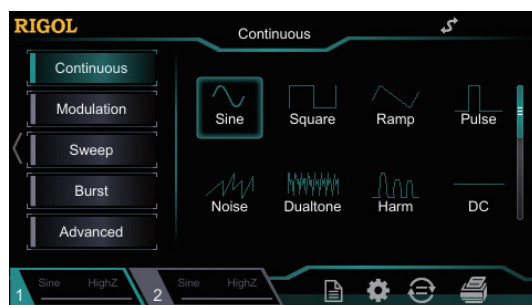 RIGOL
Continuous
Continuous
Modulation
Sweep
Burst
Advanced
Sine Square Ramp Pulse
Noise Dualtone Harm DC
1 Sine HighZ 2 Sine HighZ